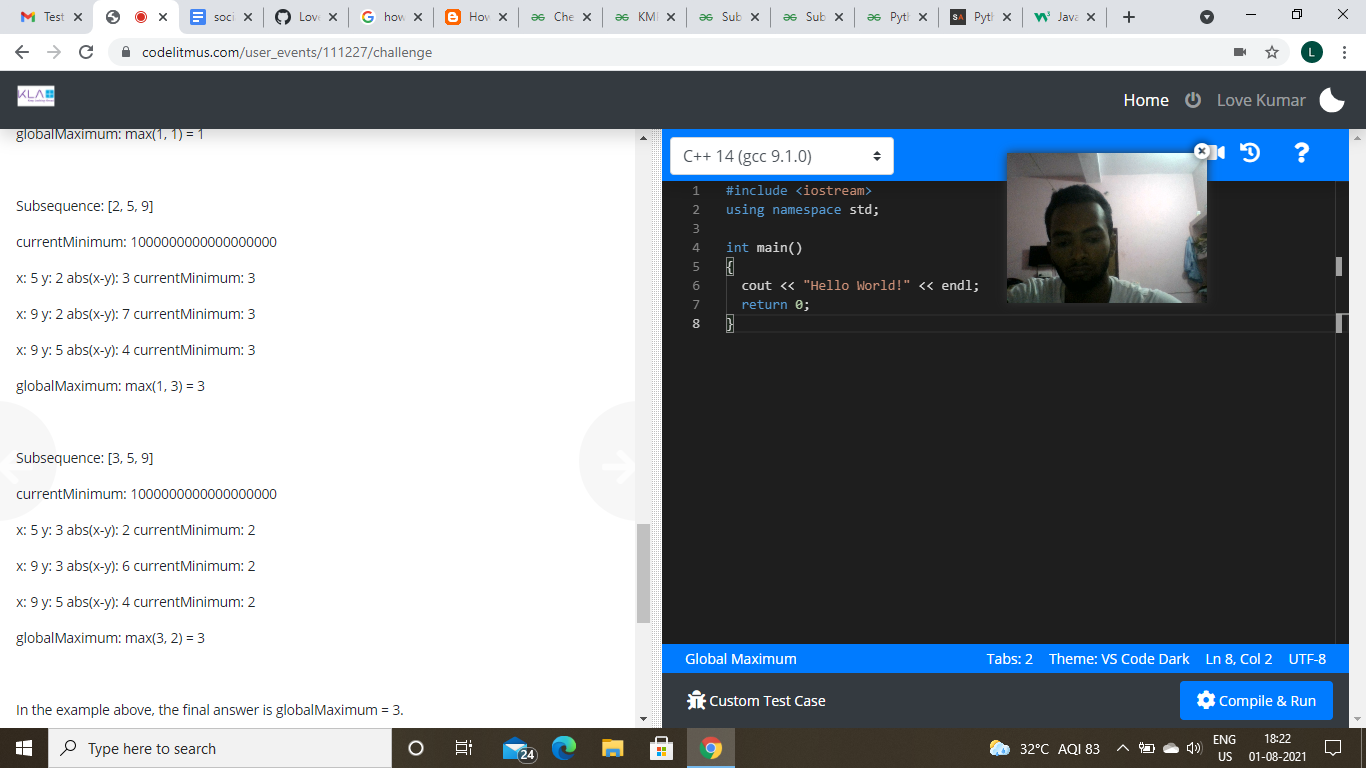 Test
soci
Love
how
How
Che
KMI
Sub
Sub
Pytl
SA
Pytl
Java
codelitmus.com/user_events/111227/challenge
L
KLA
Home
Love Kumar
globalMaximum: max(1, 1) = 1
Subsequence: [2, 5, 9]
currentMinimum: 1000000000000000000
x: 5 y: 2 abs(x-y): 3 currentMinimum: 3
x: 9 y: 2 abs(x-y): 7 currentMinimum: 3
x: 9 y: 5 abs(x-y): 4 currentMinimum: 3
globalMaximum: max(1, 3) = 3
Subsequence: [3, 5, 9]
currentMinimum: 1000000000000000000
x: 5 y: 3 abs(x-y): 2 currentMinimum: 2
x: 9 y: 3 abs(x-y): 6 currentMinimum: 2
x: 9 y: 5 abs(x-y): 4 currentMinimum: 2
globalMaximum: max(3, 2) = 3
In the example above, the final answer is globalMaximum = 3.
C++ 14 (gcc 9.1.0)
?
1 #include <iostream>
2 using namespace std;
3
4 int main()
5 {
6 cout << "Hello World!" << endl;
7 return 0;
8 }
Global Maximum
Tabs: 2 Theme: VS Code Dark Ln 8, Col 2 UTF-8
Custom Test Case
Compile & Run
Type here to search
24
32°C AQI 83
ENG
US
18:22
01-08-2021